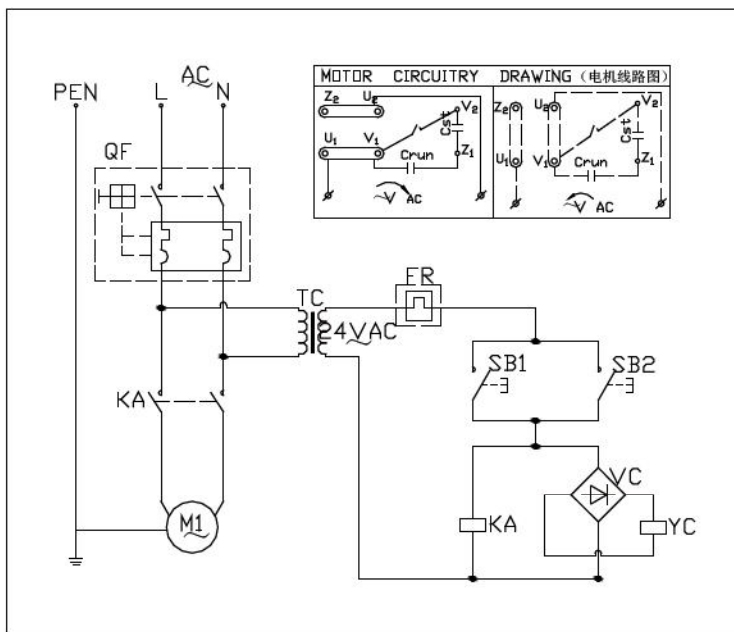 AC
PEN L N
QF
MOTOR CIRCUITRY DRAWING (电机线路图)
Z2 U2 V2
Cst
U1 V1 Z1
Crun
V AC
Z2 U2 V2
Cst
U1 V1 Z1
Crun
V AC
TC
24VAC
FR
SB1 SB2
KA
VC
M1
KA YC